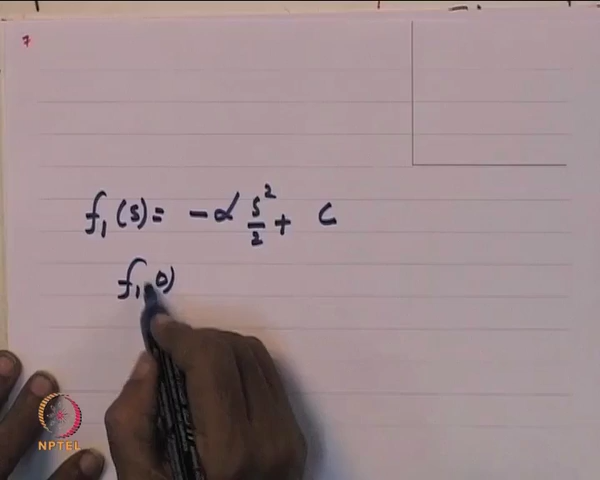 7
f₁(s) = -α s²/2 + c
f₁(0)
NPTEL